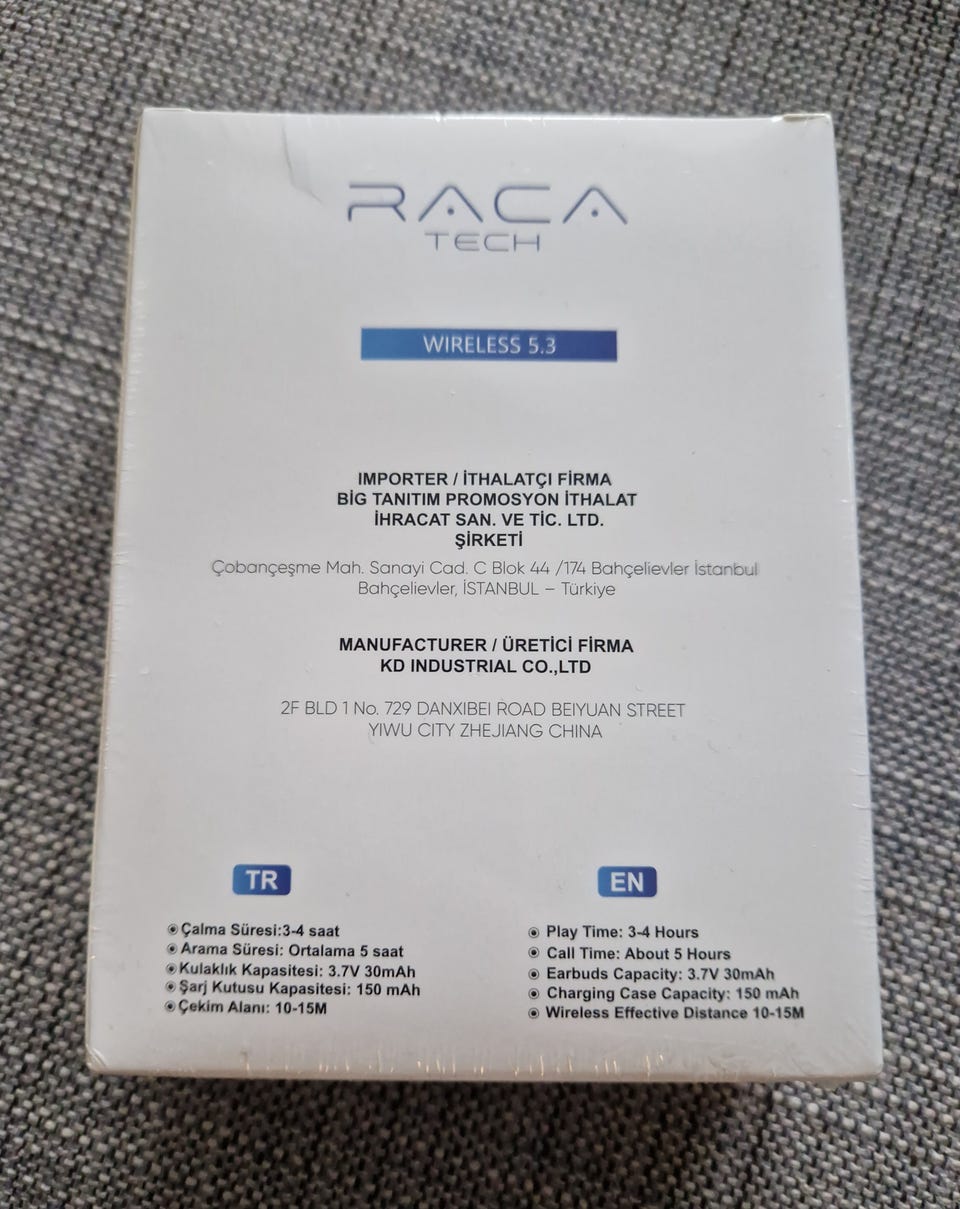 RACA
TECH
WIRELESS 5.3
IMPORTER / İTHALATÇI FİRMA
BİG TANITIM PROMOSYON İTHALAT
İHRACAT SAN. VE TİC. LTD.
ŞİRKETİ
Çobançeşme Mah. Sanayi Cad. C Blok 44 /174 Bahçelievler İstanbul
Bahçelievler, İSTANBUL – Türkiye
MANUFACTURER / ÜRETİCİ FİRMA
KD INDUSTRIAL CO.,LTD
2F BLD 1 No. 729 DANXIBEI ROAD BEIYUAN STREET
YIWU CITY ZHEJIANG CHINA
TR
Çalma Süresi:3-4 saat
Arama Süresi: Ortalama 5 saat
Kulaklık Kapasitesi: 3.7V 30mAh
Şarj Kutusu Kapasitesi: 150 mAh
Çekim Alanı: 10-15M
EN
Play Time: 3-4 Hours
Call Time: About 5 Hours
Earbuds Capacity: 3.7V 30mAh
Charging Case Capacity: 150 mAh
Wireless Effective Distance 10-15M